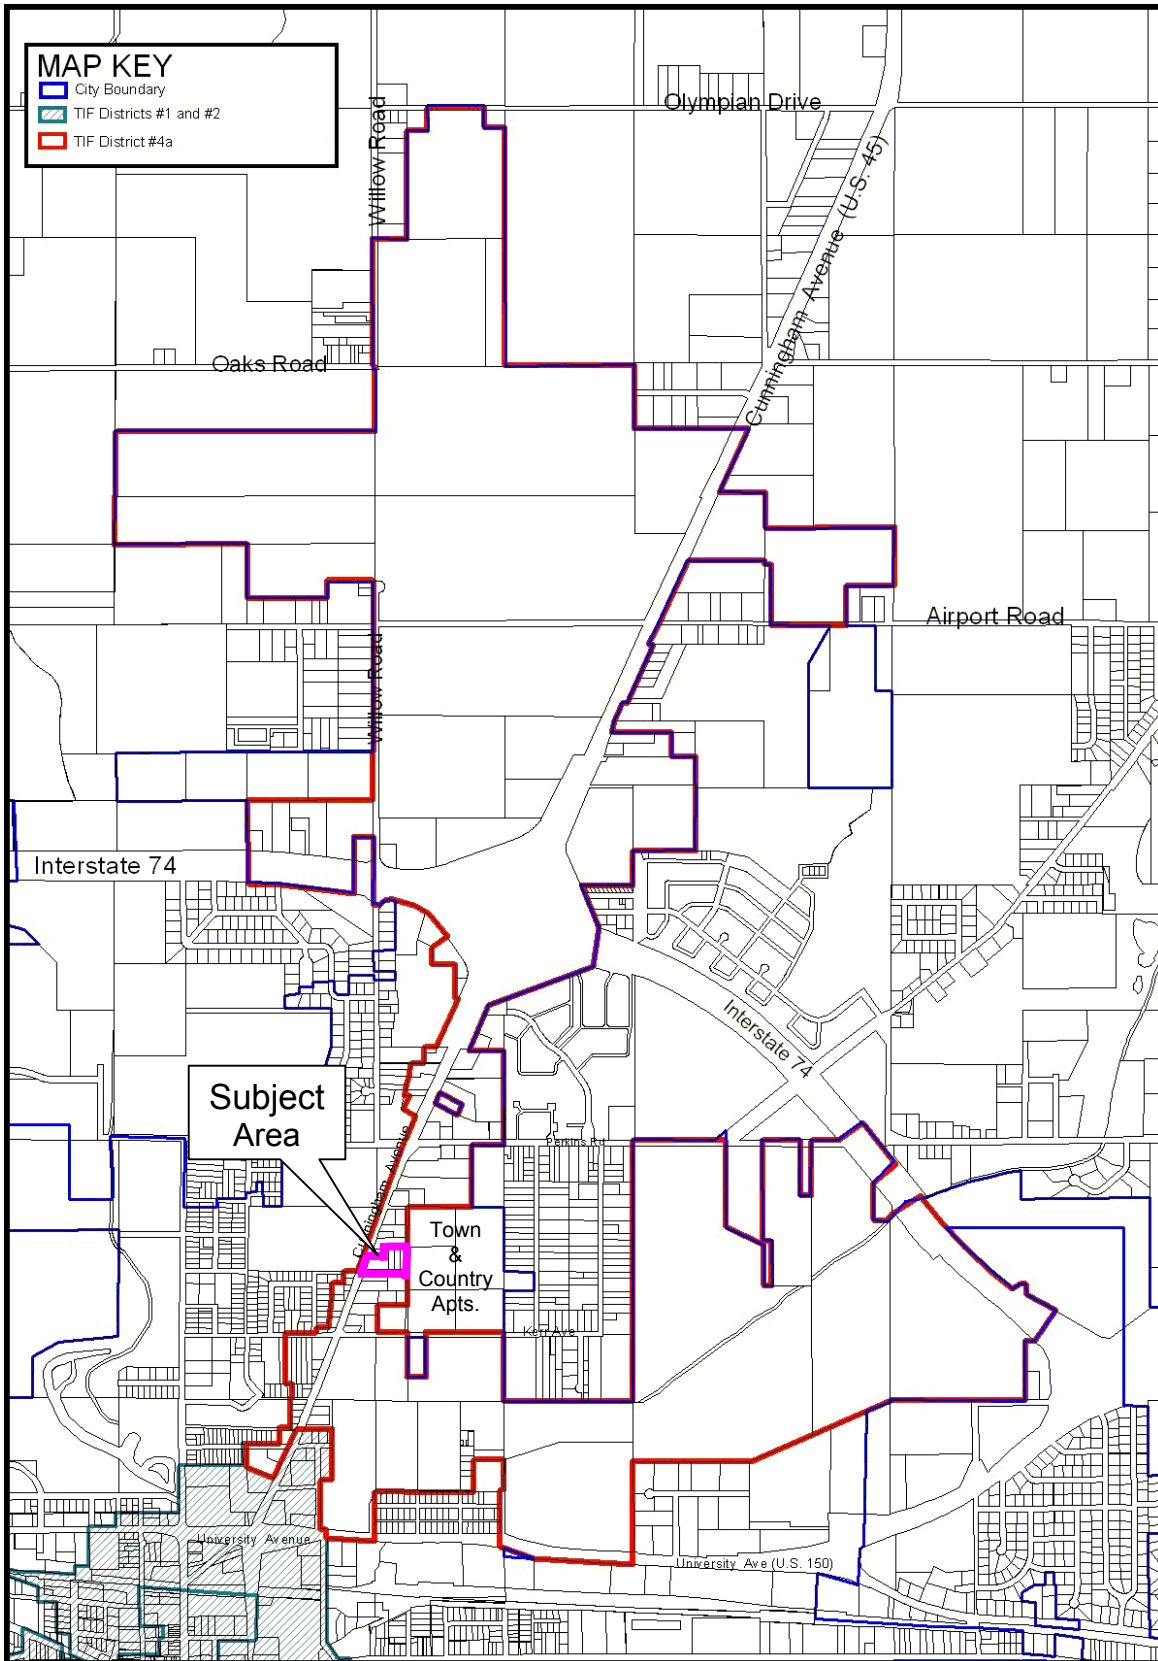 MAP KEY
City Boundary
TIF Districts #1 and #2
TIF District #4a
Olympian Drive
Willow Road
Cunningham Avenue (U.S. 45)
Oaks Road
Airport Road
Willow Road
Interstate 74
Interstate 74
Subject
Area
Perkins Rd
Cunningham Avenue
Town
&
Country
Apts.
Kerr Ave
University Avenue
University Ave (U.S. 150)